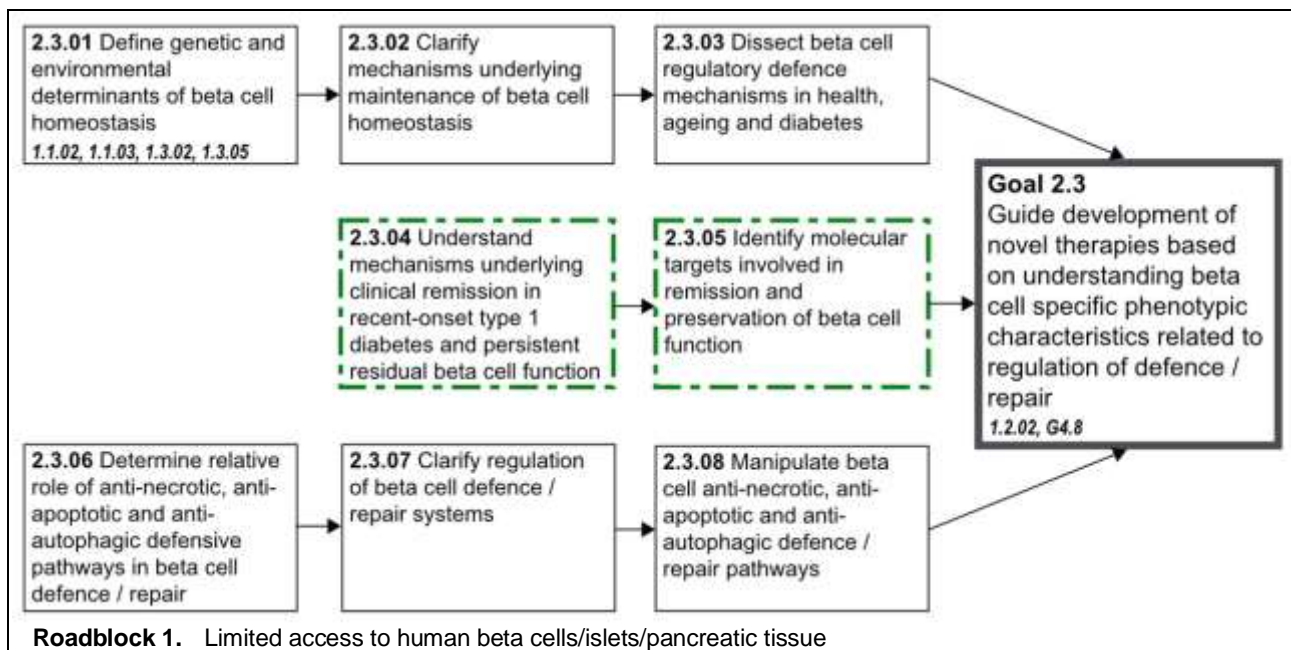 2.3.01 Define genetic and
environmental
determinants of beta cell
homeostasis
1.1.02, 1.1.03, 1.3.02, 1.3.05
2.3.02 Clarify
mechanisms underlying
maintenance of beta cell
homeostasis
2.3.03 Dissect beta cell
regulatory defence
mechanisms in health,
ageing and diabetes
2.3.04 Understand
mechanisms underlying
clinical remission in
recent-onset type 1
diabetes and persistent
residual beta cell function
2.3.05 Identify molecular
targets involved in
remission and
preservation of beta cell
function
Goal 2.3
Guide development of
novel therapies based
on understanding beta
cell specific phenotypic
characteristics related to
regulation of defence /
repair
1.2.02, G4.8
2.3.06 Determine relative
role of anti-necrotic, anti-
apoptotic and anti-
autophagic defensive
pathways in beta cell
defence / repair
2.3.07 Clarify regulation
of beta cell defence /
repair systems
2.3.08 Manipulate beta
cell anti-necrotic, anti-
apoptotic and anti-
autophagic defence /
repair pathways
Roadblock 1. Limited access to human beta cells/islets/pancreatic tissue